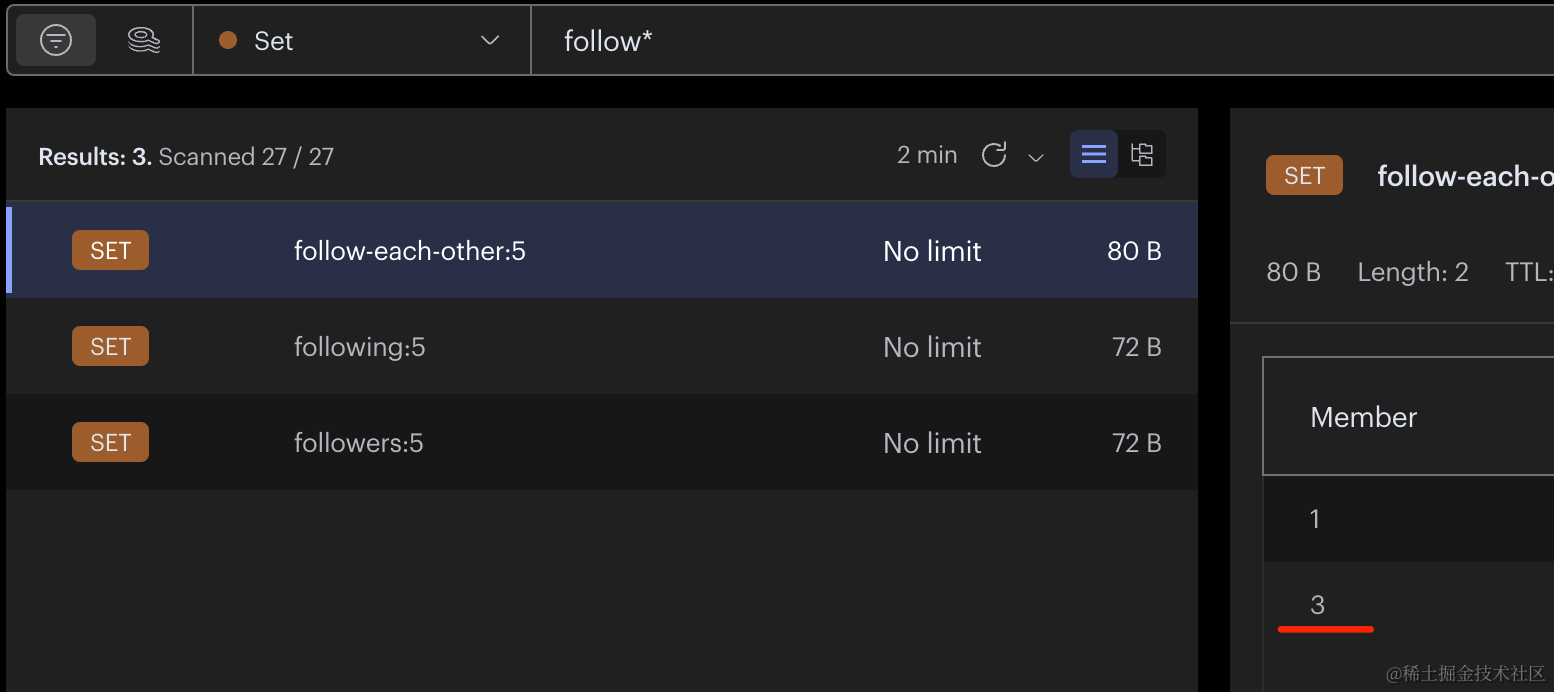 Set follow*
Results: 3. Scanned 27 / 27 2 min
SET follow-each-other:5 No limit 80 B
SET following:5 No limit 72 B
SET followers:5 No limit 72 B
SET follow-each-o
80 B Length: 2 TTL:
Member
1
3
@稀土掘金技术社区